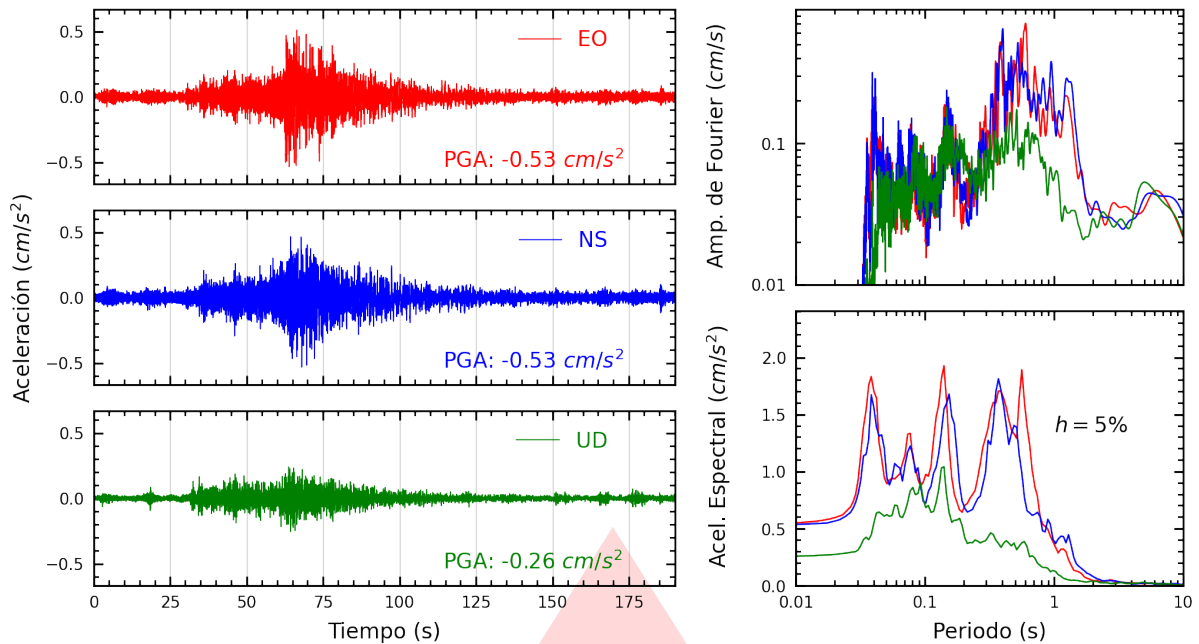 Aceleración (cm/s²)
0.5
0.0
−0.5
EO
PGA: -0.53 cm/s²
0.5
0.0
−0.5
NS
PGA: -0.53 cm/s²
0.5
0.0
−0.5
UD
PGA: -0.26 cm/s²
0 25 50 75 100 125 150 175
Tiempo (s)
Amp. de Fourier (cm/s)
0.1
0.01
Acel. Espectral (cm/s²)
2.0
1.5
1.0
0.5
0.0
h = 5%
0.01 0.1 1 10
Periodo (s)